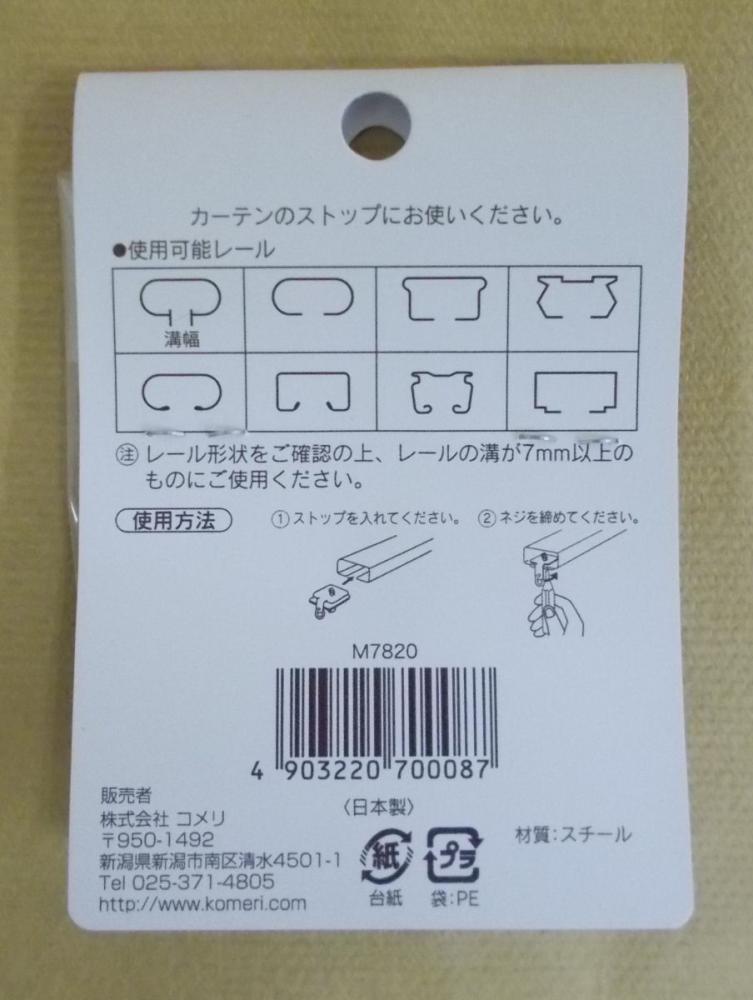 カーテンのストップにお使いください。
●使用可能レール
溝幅
注 レール形状をご確認の上、レールの溝が7mm以上の
ものにご使用ください。
使用方法
①ストップを入れてください。
②ネジを締めてください。
M7820
4 903220 700087
販売者
株式会社 コメリ
〒950-1492
新潟県新潟市南区清水4501-1
Tel 025-371-4805
http://www.komeri.com
〈日本製〉
紙
台紙
プラ
袋:PE
材質:スチール